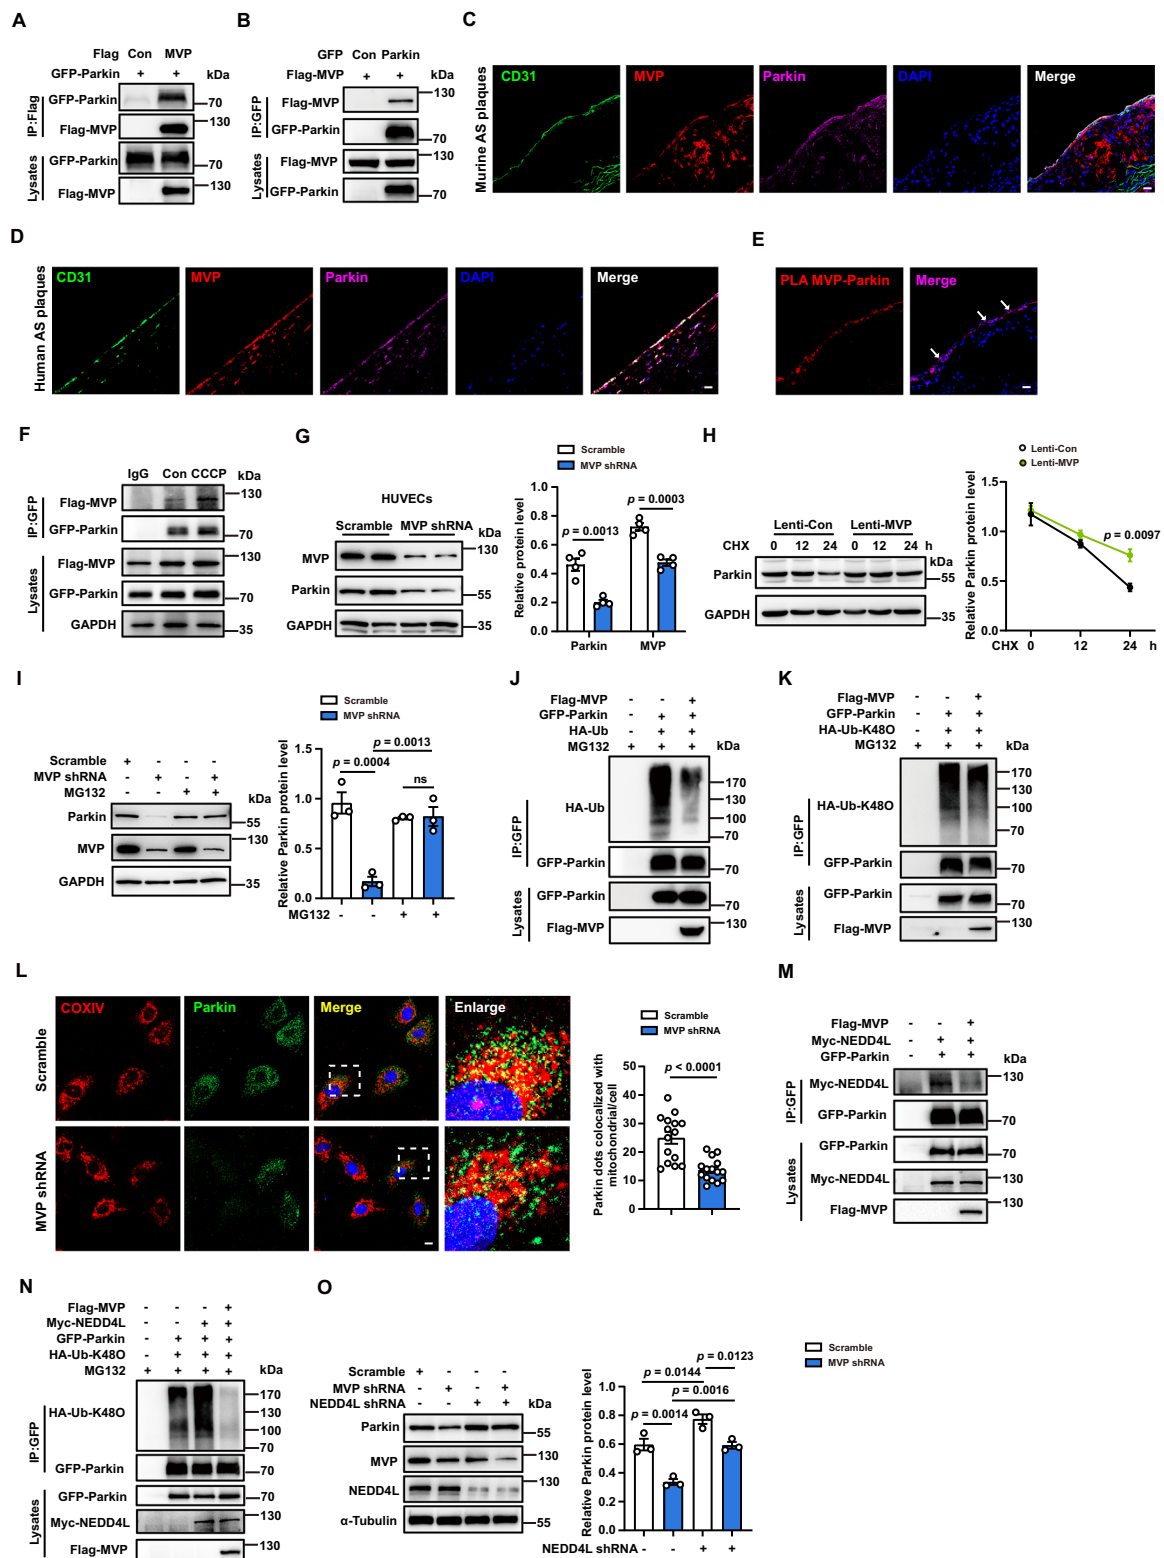 A
Flag Con MVP
GFP-Parkin + + kDa
IP:Flag
GFP-Parkin 70
Flag-MVP 130
Lysates
GFP-Parkin 70
Flag-MVP 130
B
GFP Con Parkin
Flag-MVP + + kDa
IP:GFP
Flag-MVP 130
GFP-Parkin 70
Lysates
Flag-MVP 130
GFP-Parkin 70
C
Murine AS plaques
CD31 MVP Parkin DAPI Merge
D
Human AS plaques
CD31 MVP Parkin DAPI Merge
E
PLA MVP-Parkin Merge
F
IgG Con CCCP kDa
IP:GFP
Flag-MVP 130
GFP-Parkin 70
Lysates
Flag-MVP 130
GFP-Parkin 70
GAPDH 35
G
HUVECs
Scramble MVP shRNA kDa
MVP 130
Parkin 55
GAPDH 35
Scramble
MVP shRNA
Relative protein level
p = 0.0003
p = 0.0013
1.0
0.8
0.6
0.4
0.2
0.0
Parkin MVP
H
Lenti-Con Lenti-MVP
CHX 0 12 24 0 12 24 h
kDa
Parkin 55
GAPDH 35
Lenti-Con
Lenti-MVP
Relative Parkin protein level
1.5
1.0
0.5
0.0
p = 0.0097
CHX 0 12 24 h
I
Scramble + - + -
MVP shRNA - + - +
MG132 - - + +
kDa
Parkin 55
MVP 130
GAPDH 35
Scramble
MVP shRNA
Relative Parkin protein level
p = 0.0013
p = 0.0004
ns
1.5
1.0
0.5
0.0
MG132 - - + +
J
Flag-MVP - - +
GFP-Parkin - + +
HA-Ub - + +
MG132 + + + kDa
IP:GFP
HA-Ub
170
130
100
70
GFP-Parkin 70
Lysates
GFP-Parkin 70
Flag-MVP 130
K
Flag-MVP - - +
GFP-Parkin - + +
HA-Ub-K48O - + +
MG132 + + + kDa
IP:GFP
HA-Ub-K48O
170
130
100
70
GFP-Parkin 70
Lysates
GFP-Parkin 70
Flag-MVP 130
L
COXIV Parkin Merge Enlarge
Scramble
MVP shRNA
Scramble
MVP shRNA
Parkin dots colocalized with
mitochondrial/cell
p < 0.0001
50
40
30
20
10
0
M
Flag-MVP - - +
Myc-NEDD4L - + +
GFP-Parkin - + +
kDa
IP:GFP
Myc-NEDD4L 130
GFP-Parkin 70
Lysates
GFP-Parkin 70
Myc-NEDD4L 130
Flag-MVP 130
N
Flag-MVP - - - +
Myc-NEDD4L - - + +
GFP-Parkin - + + +
HA-Ub-K48O - + + +
MG132 + + + + kDa
IP:GFP
HA-Ub-K48O
170
130
100
70
GFP-Parkin 70
Lysates
GFP-Parkin 70
Myc-NEDD4L 130
Flag-MVP 130
O
Scramble + - - -
MVP shRNA - + - +
NEDD4L shRNA - - + + kDa
Parkin 55
MVP 130
NEDD4L 130
α-Tubulin 55
Scramble
MVP shRNA
Relative Parkin protein level
p = 0.0123
p = 0.0144
p = 0.0016
p = 0.0014
1.0
0.8
0.6
0.4
0.2
0.0
NEDD4L shRNA - - + +